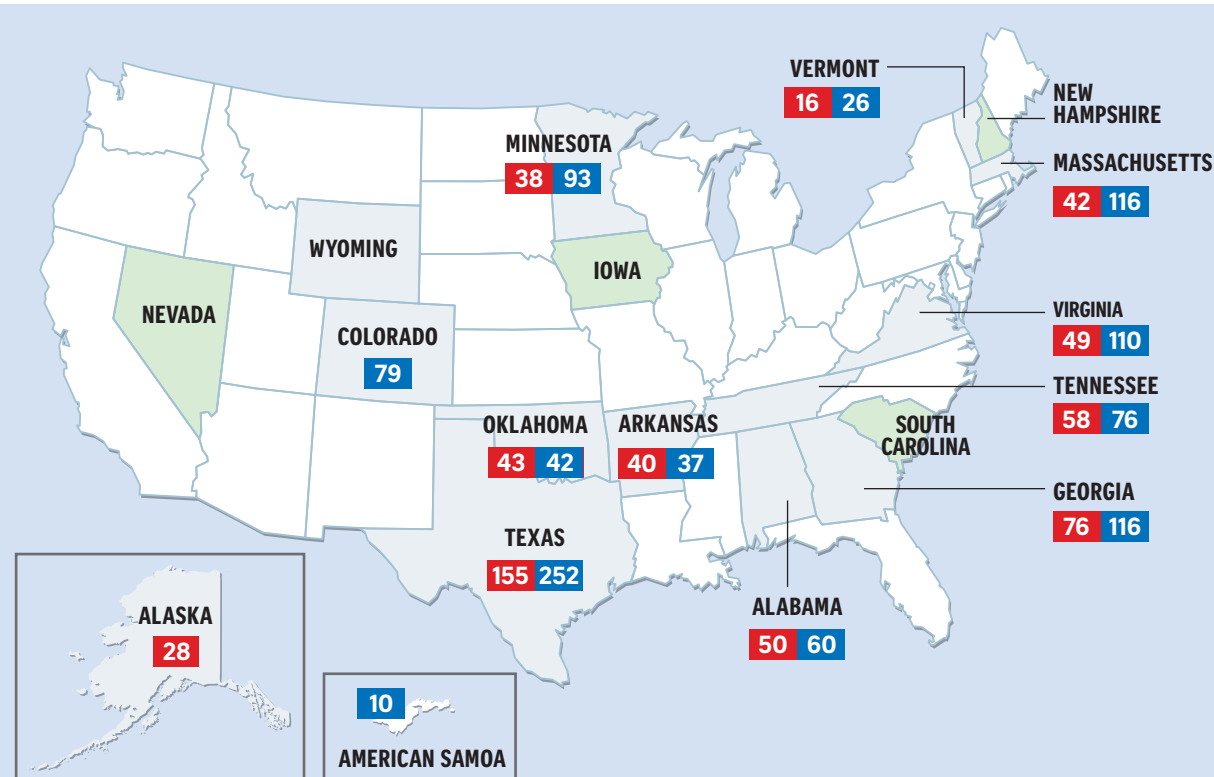 VERMONT
16 26
NEW
HAMPSHIRE
MINNESOTA
38 93
MASSACHUSETTS
42 116
WYOMING
IOWA
NEVADA
COLORADO
79
VIRGINIA
49 110
TENNESSEE
58 76
OKLAHOMA
43 42
ARKANSAS
40 37
SOUTH
CAROLINA
GEORGIA
76 116
TEXAS
155 252
ALABAMA
50 60
ALASKA
28
10
AMERICAN SAMOA